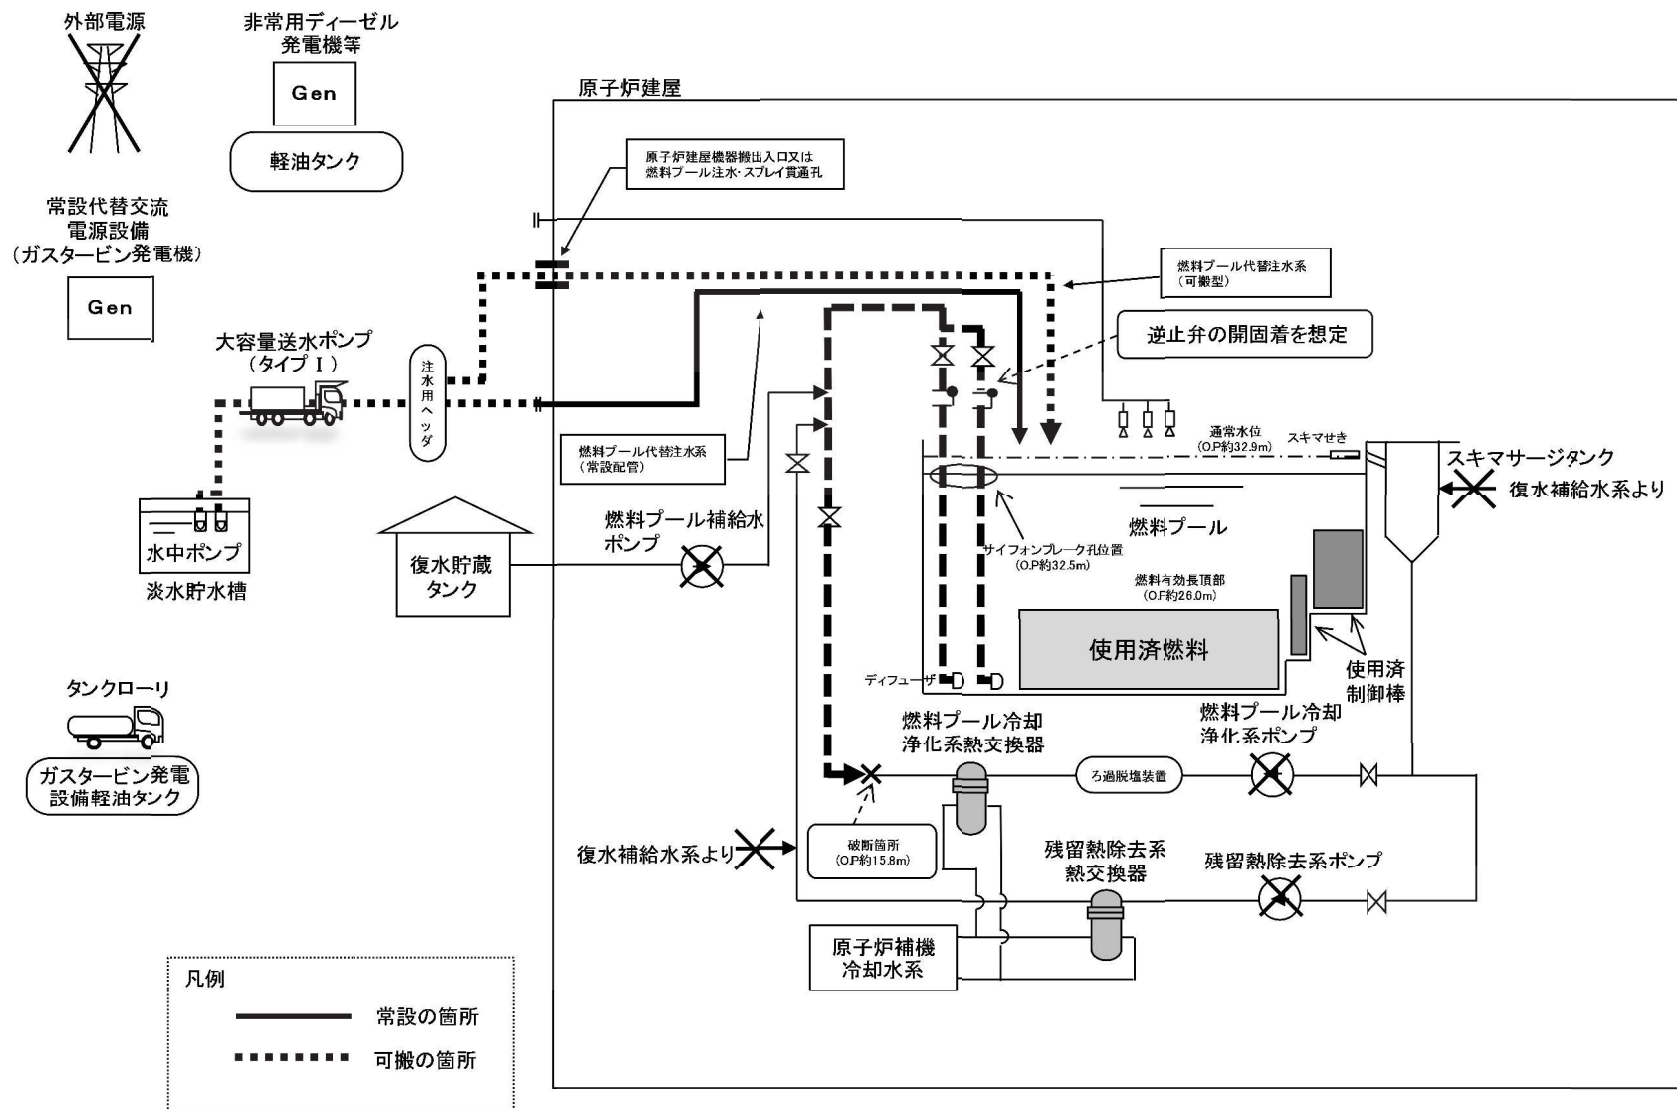 外部電源
非常用ディーゼル
発電機等
Gen
軽油タンク
原子炉建屋
原子炉建屋機器搬出入口又は
燃料プール注水・スプレイ貫通孔
常設代替交流
電源設備
(ガスタービン発電機)
Gen
燃料プール代替注水系
(可搬型)
逆止弁の開固着を想定
大容量送水ポンプ
(タイプⅠ)
注水用ヘッダ
燃料プール代替注水系
(常設配管)
通常水位
(O.P約32.9m)
スキマせき
スキマサージタンク
復水補給水系より
燃料プール
水中ポンプ
淡水貯水槽
復水貯蔵
タンク
燃料プール補給水
ポンプ
サイフォンブレーク孔位置
(O.P約32.5m)
燃料有効長頂部
(O.F約26.0m)
使用済燃料
使用済
制御棒
ディフューザ
タンクローリ
ガスタービン発電
設備軽油タンク
燃料プール冷却
浄化系熱交換器
燃料プール冷却
浄化系ポンプ
ろ過脱塩装置
破断箇所
(O.P約15.8m)
復水補給水系より
残留熱除去系
熱交換器
残留熱除去系ポンプ
原子炉補機
冷却水系
凡例
常設の箇所
可搬の箇所